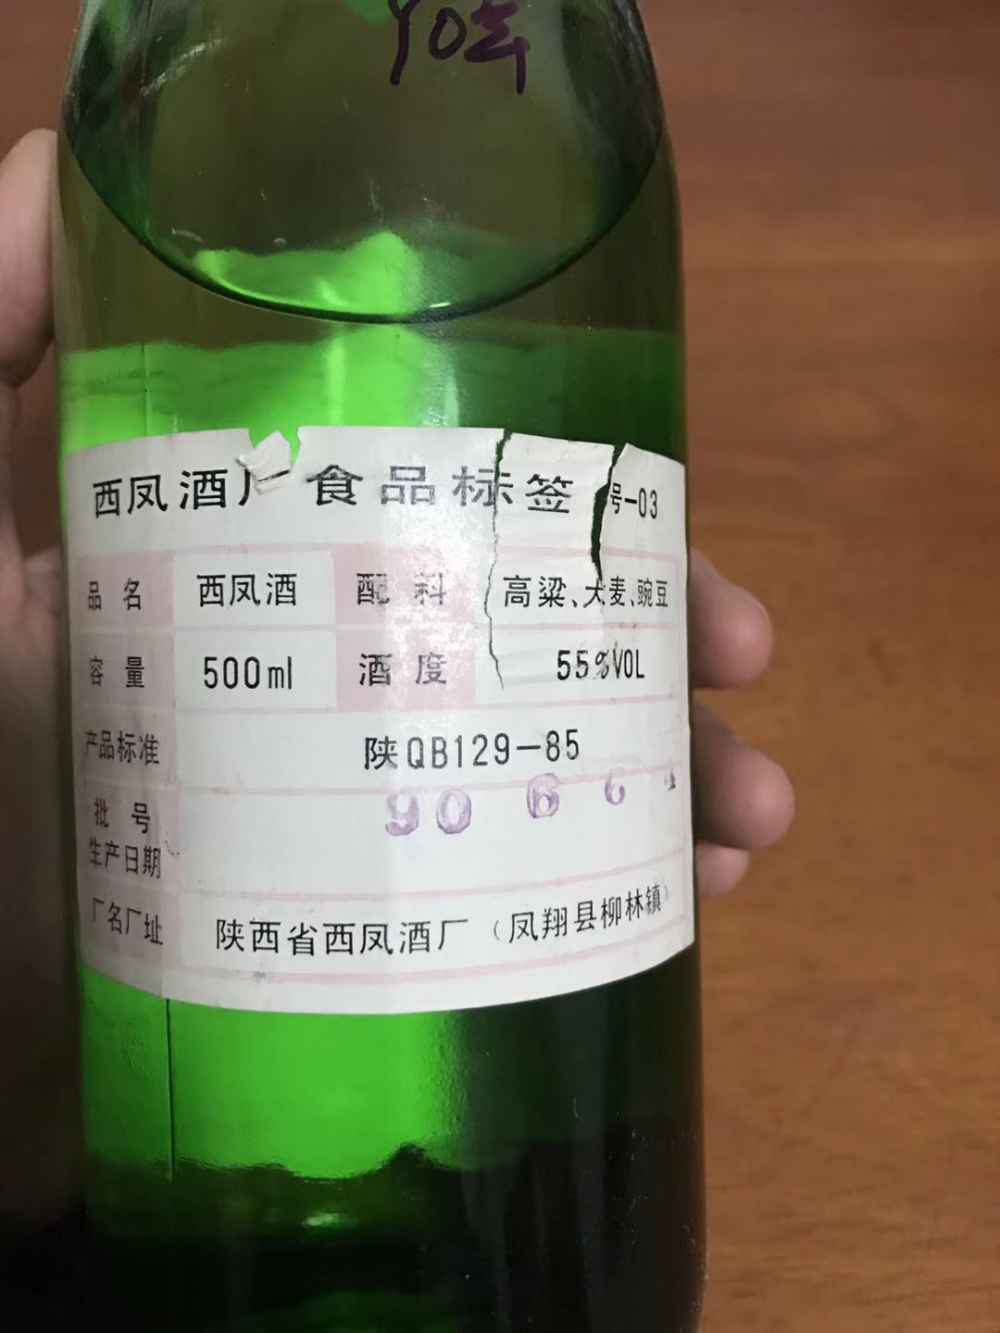 90年
西凤酒厂 食品标签 号-03
品名 西凤酒 配料 高粱、大麦、豌豆
容量 500ml 酒度 55%VOL
产品标准 陕QB129-85
批号 90 6
生产日期
厂名厂址 陕西省西凤酒厂（凤翔县柳林镇）